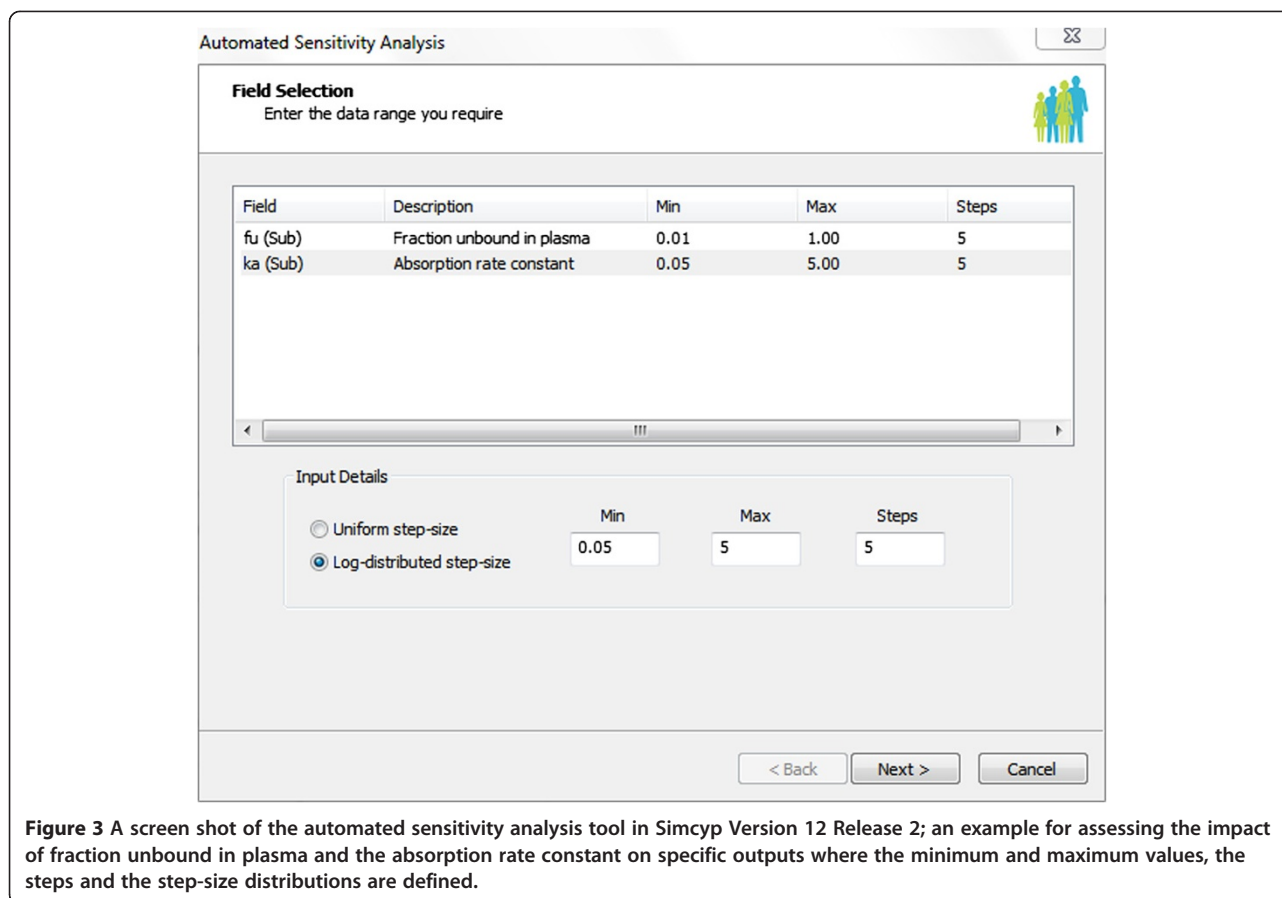 Automated Sensitivity Analysis
Field Selection
Enter the data range you require
Field Description Min Max Steps
fu (Sub) Fraction unbound in plasma 0.01 1.00 5
ka (Sub) Absorption rate constant 0.05 5.00 5
Input Details
Uniform step-size
Log-distributed step-size
Min Max Steps
0.05 5 5
< Back Next > Cancel
Figure 3 A screen shot of the automated sensitivity analysis tool in Simcyp Version 12 Release 2; an example for assessing the impact
of fraction unbound in plasma and the absorption rate constant on specific outputs where the minimum and maximum values, the
steps and the step-size distributions are defined.